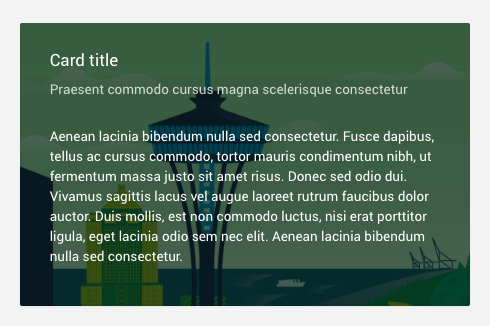 Card title
Praesent commodo cursus magna scelerisque consectetur
Aenean lacinia bibendum nulla sed consectetur. Fusce dapibus,
tellus ac cursus commodo, tortor mauris condimentum nibh, ut
fermentum massa justo sit amet risus. Donec sed odio dui.
Vivamus sagittis lacus vel augue laoreet rutrum faucibus dolor
auctor. Duis mollis, est non commodo luctus, nisi erat porttitor
ligula, eget lacinia odio sem nec elit. Aenean lacinia bibendum
nulla sed consectetur.